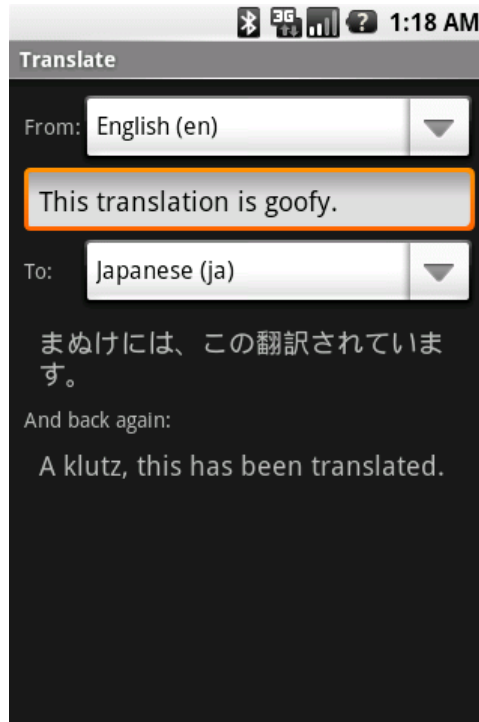 3G
?
1:18 AM
Translate
From:
English (en)
This translation is goofy.
To:
Japanese (ja)
まぬけには、この翻訳されていま
す。
And back again:
A klutz, this has been translated.